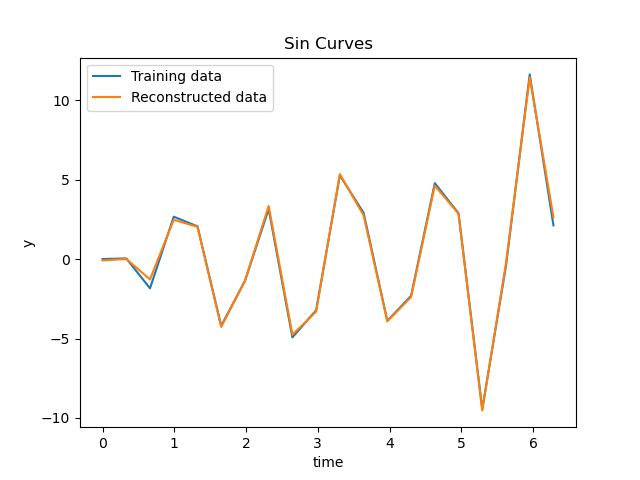 Sin Curves
Training data
Reconstructed data
10
5
0
−5
−10
y
0 1 2 3 4 5 6
time